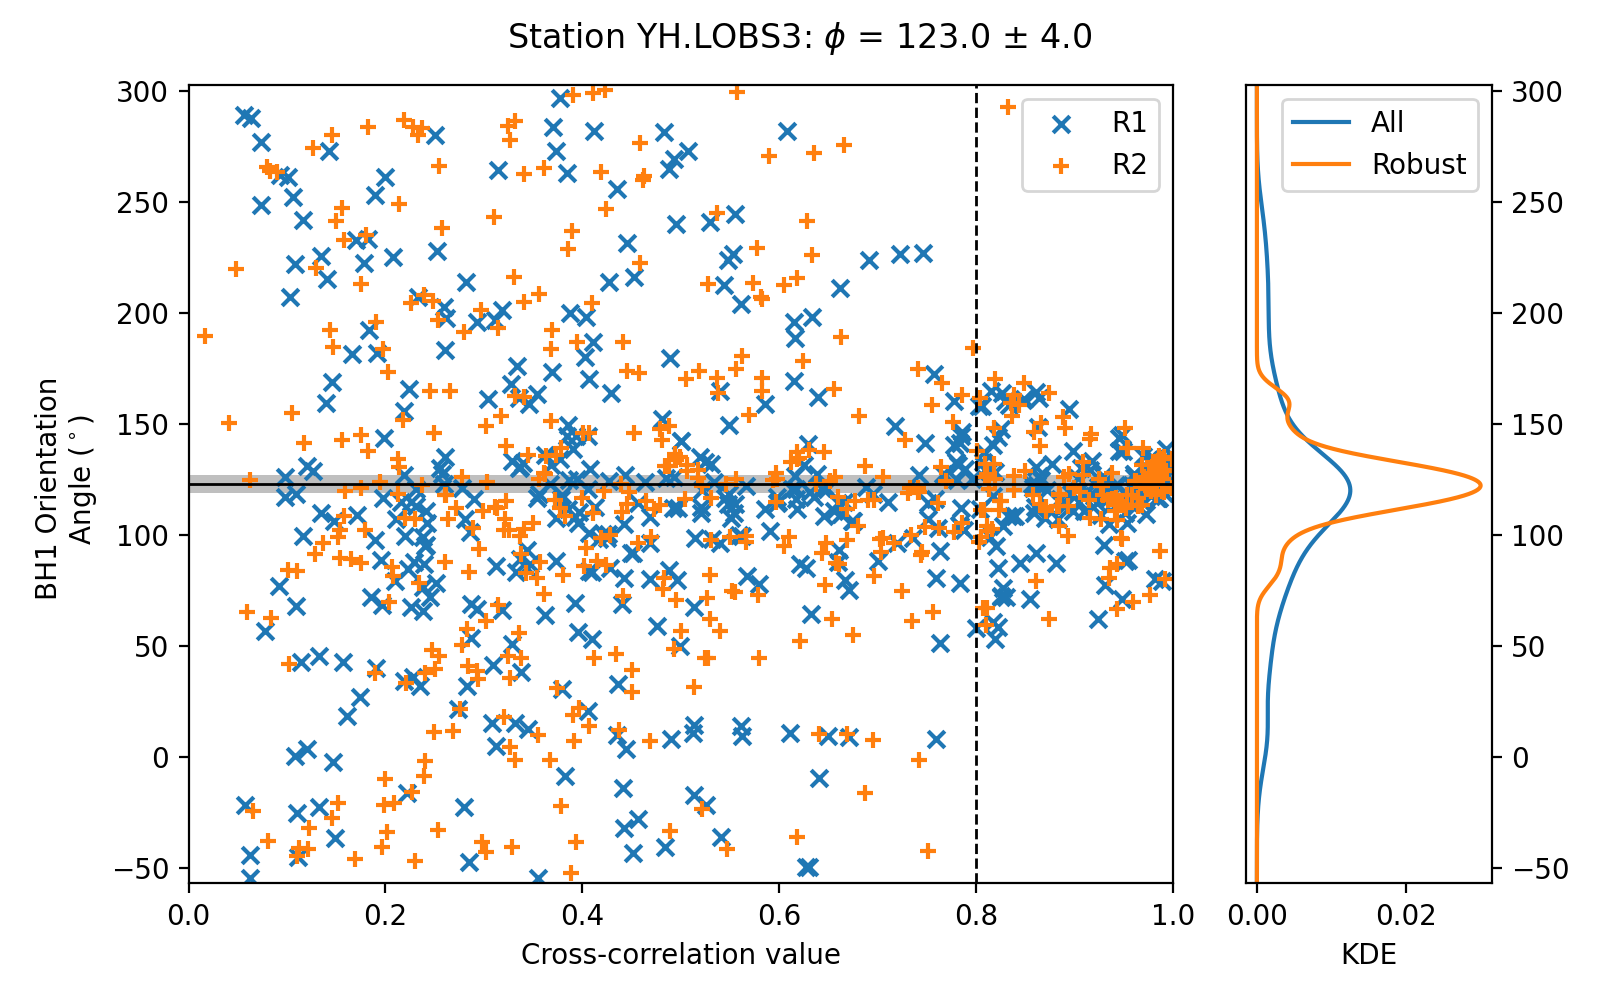 Station YH.LOBS3: ϕ = 123.0 ± 4.0
300
250
200
150
100
50
0
−50
BH1 Orientation
Angle (°)
0.0
0.2
0.4
0.6
0.8
1.0
Cross-correlation value
R1
R2
All
Robust
300
250
200
150
100
50
0
−50
0.00
0.02
KDE